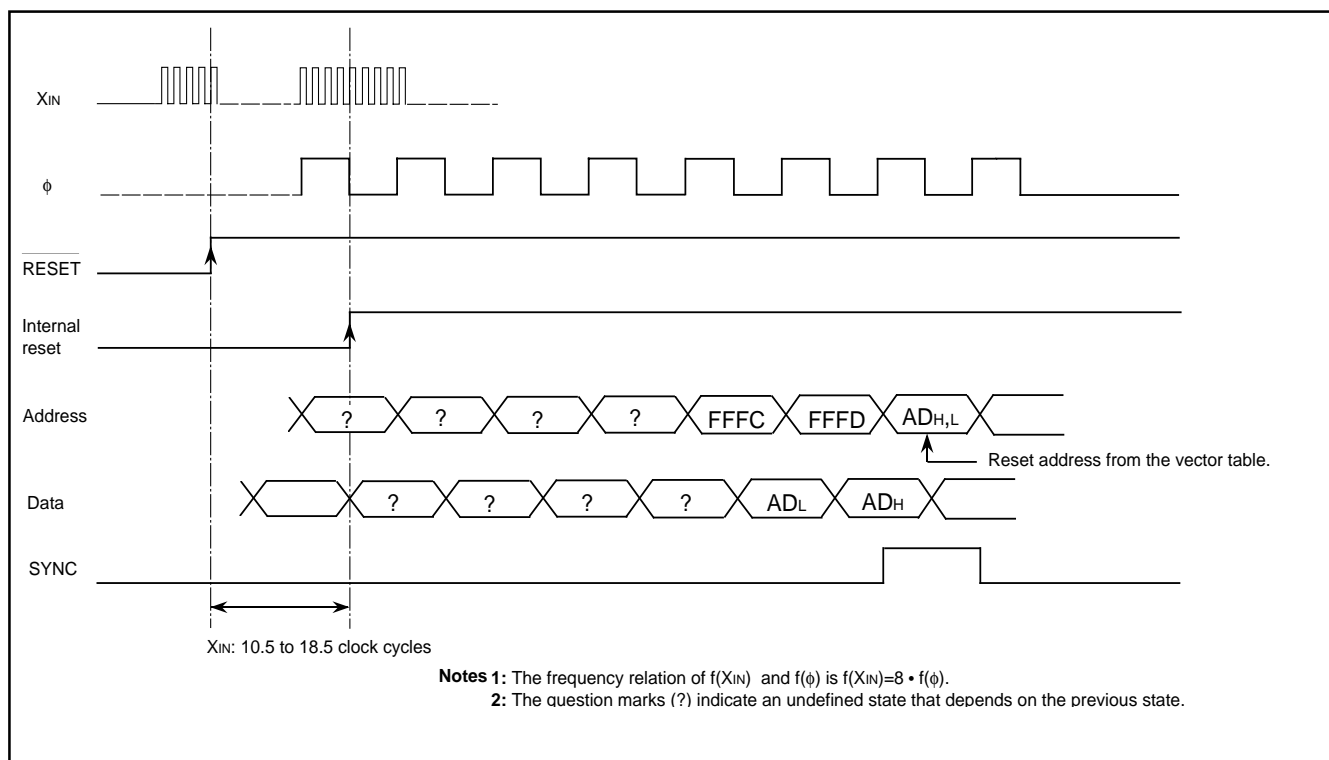 XIN
ϕ
RESET
Internal
reset
Address
? ? ? ? FFFC FFFD ADH,L
Reset address from the vector table.
Data
? ? ? ? ADL ADH
SYNC
XIN: 10.5 to 18.5 clock cycles
Notes 1: The frequency relation of f(XIN) and f(ϕ) is f(XIN)=8 • f(ϕ).
2: The question marks (?) indicate an undefined state that depends on the previous state.